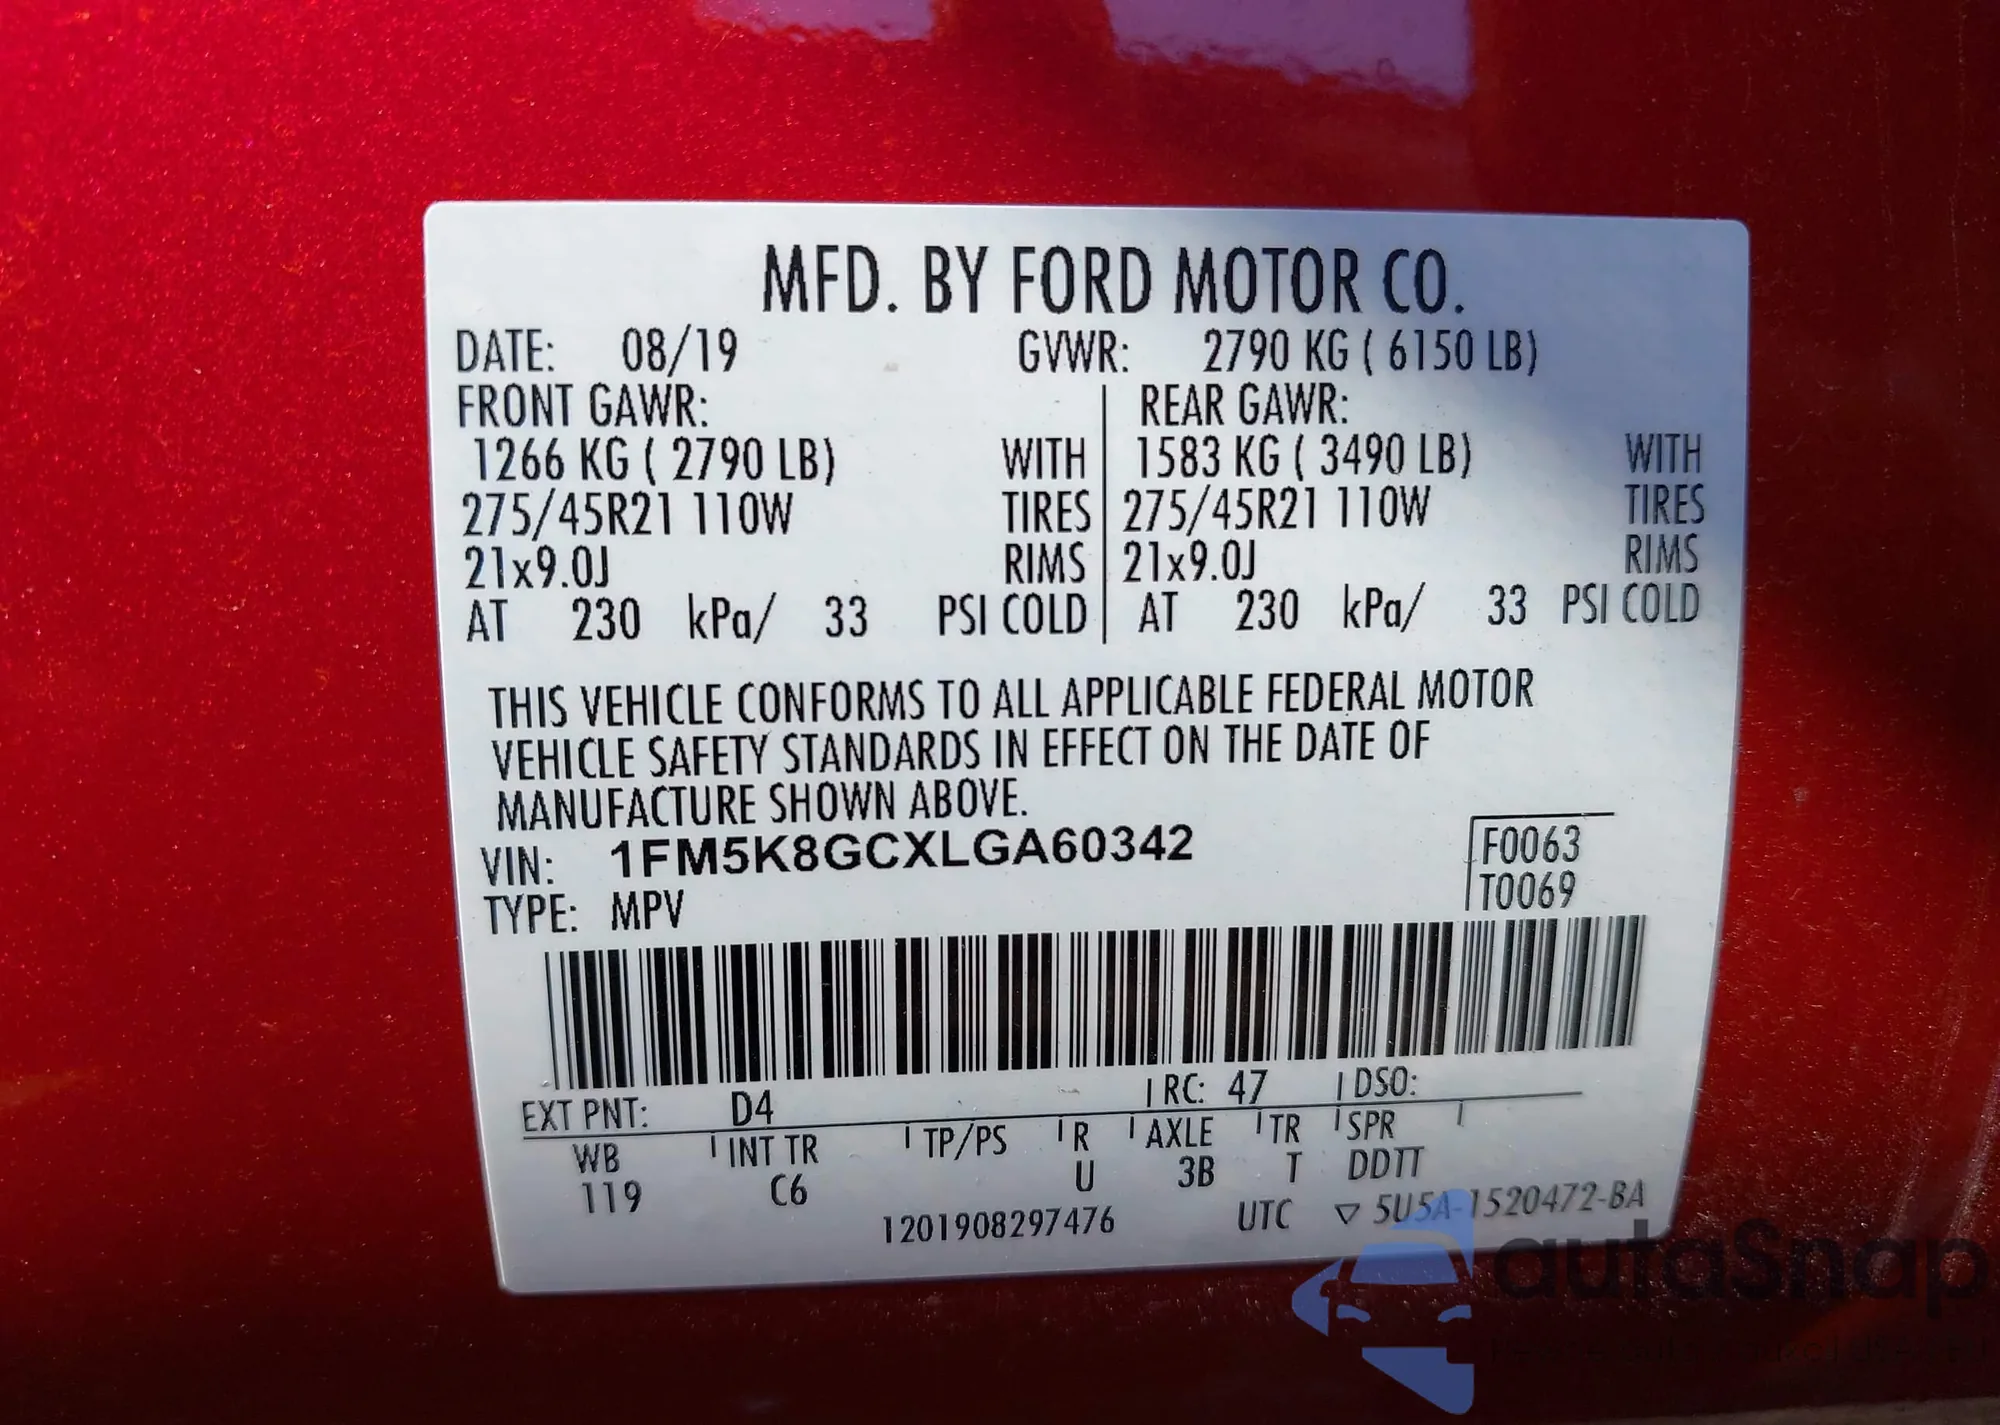 MFD. BY FORD MOTOR CO.
DATE: 08/19 GVWR: 2790 KG ( 6150 LB)
FRONT GAWR: REAR GAWR:
1266 KG ( 2790 LB) WITH 1583 KG ( 3490 LB) WITH
275/45R21 110W TIRES 275/45R21 110W TIRES
21x9.0J RIMS 21x9.0J RIMS
AT 230 kPa/ 33 PSI COLD AT 230 kPa/ 33 PSI COLD
THIS VEHICLE CONFORMS TO ALL APPLICABLE FEDERAL MOTOR
VEHICLE SAFETY STANDARDS IN EFFECT ON THE DATE OF
MANUFACTURE SHOWN ABOVE.
VIN: 1FM5K8GCXLGA60342 F0063
TYPE: MPV T0069
EXT PNT: D4 RC: 47 DSO:
WB INT TR TP/PS R AXLE TR SPR
119 C6 U 3B T DDTT
1201908297476 UTC ▽ 5U5A-1520472-BA
autaSnap